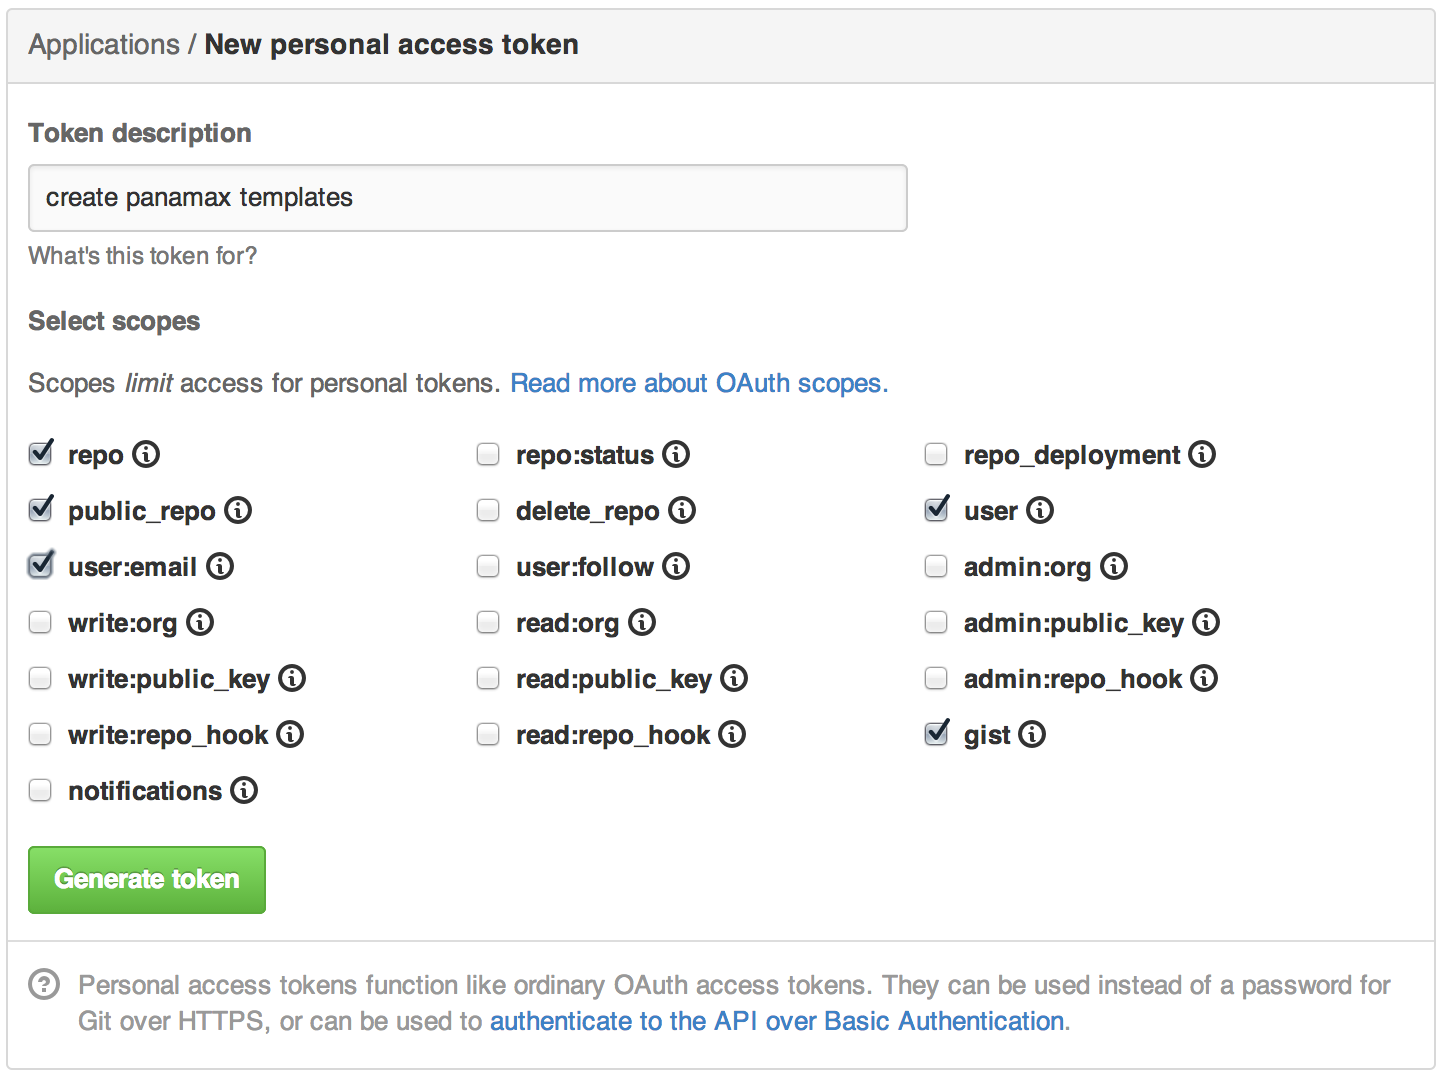 Applications / New personal access token
Token description
create panamax templates
What's this token for?
Select scopes
Scopes limit access for personal tokens. Read more about OAuth scopes.
repo repo:status repo_deployment
public_repo delete_repo user
user:email user:follow admin:org
write:org read:org admin:public_key
write:public_key read:public_key admin:repo_hook
write:repo_hook read:repo_hook gist
notifications
Generate token
Personal access tokens function like ordinary OAuth access tokens. They can be used instead of a password for
Git over HTTPS, or can be used to authenticate to the API over Basic Authentication.